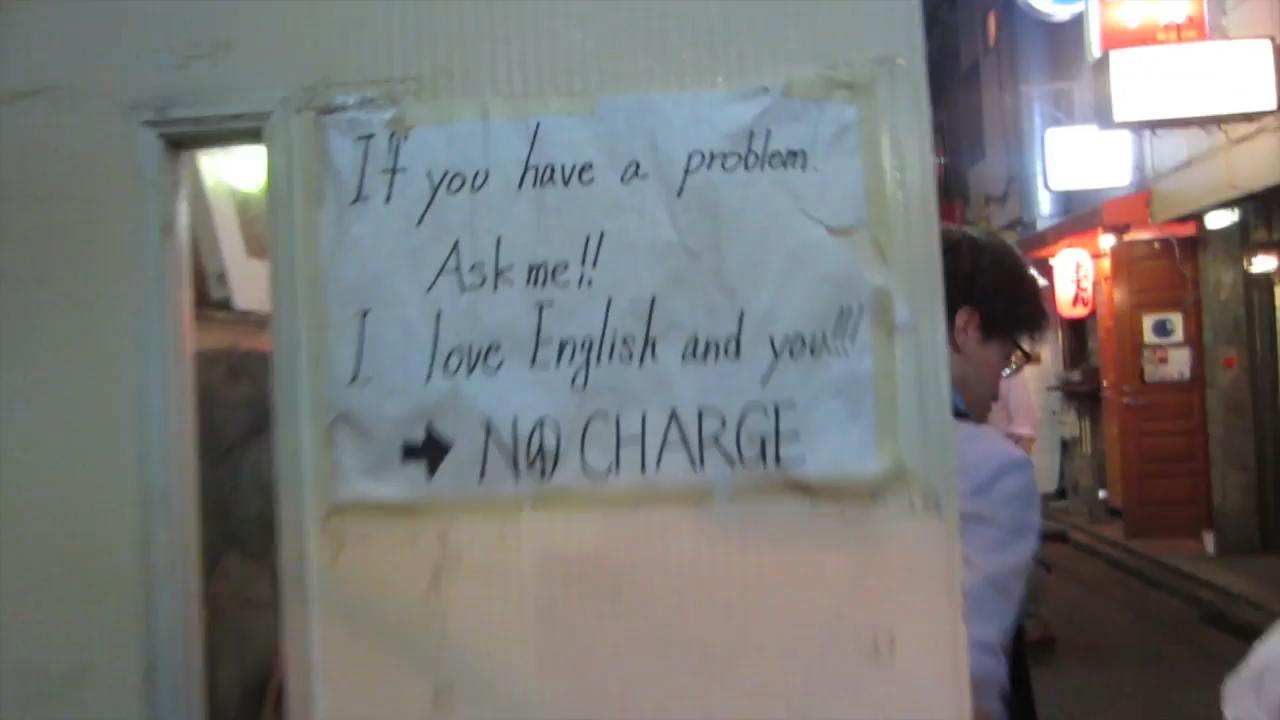 If you have a problem.
Ask me!!
I love English and you!!!!
➡ NO CHARGE